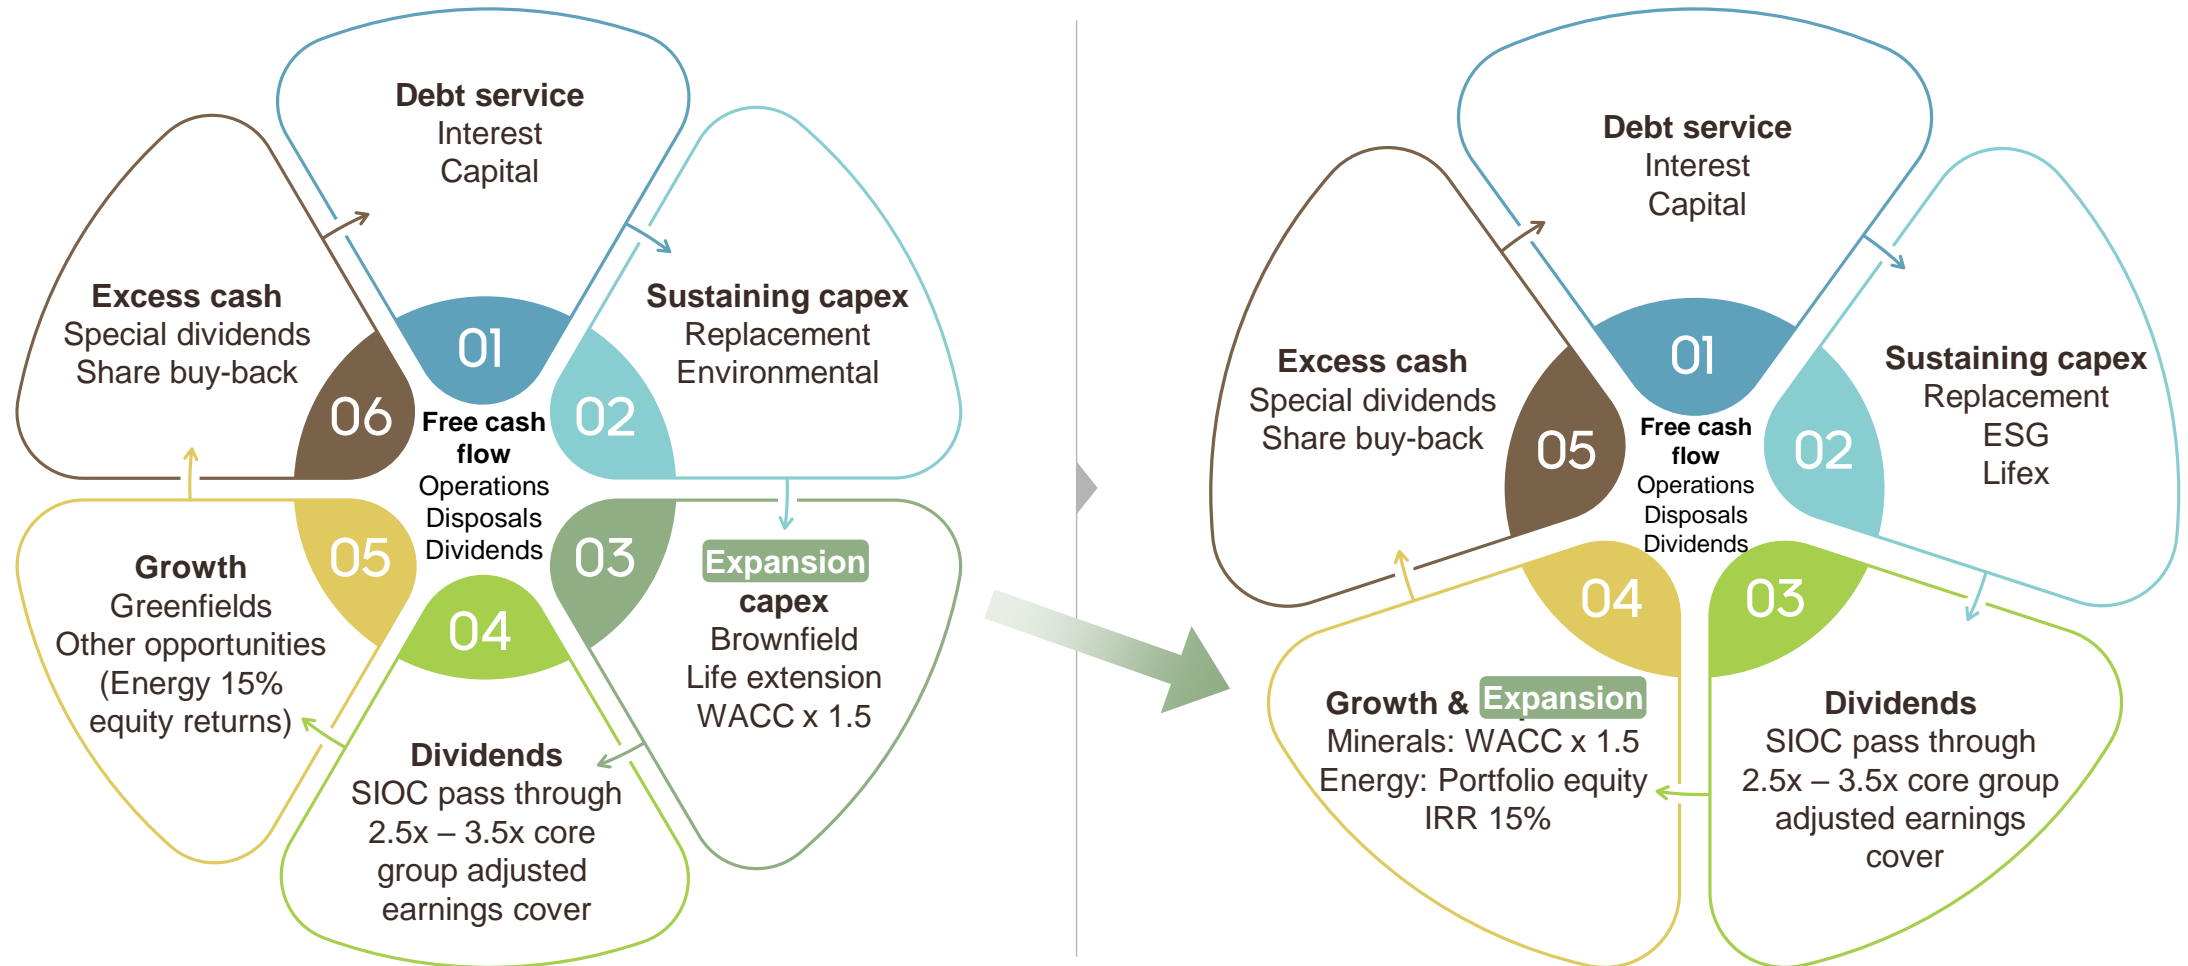 01
Debt service
Interest
Capital
02
Sustaining capex
Replacement
Environmental
03
Expansion
capex
Brownfield
Life extension
WACC x 1.5
04
Dividends
SIOC pass through
2.5x – 3.5x core
group adjusted
earnings cover
05
Growth
Greenfields
Other opportunities
(Energy 15%
equity returns)
06
Excess cash
Special dividends
Share buy-back
Free cash
flow
Operations
Disposals
Dividends
01
Debt service
Interest
Capital
02
Sustaining capex
Replacement
ESG
Lifex
03
Dividends
SIOC pass through
2.5x – 3.5x core group
adjusted earnings
cover
04
Growth & Expansion
Minerals: WACC x 1.5
Energy: Portfolio equity
IRR 15%
05
Excess cash
Special dividends
Share buy-back
Free cash
flow
Operations
Disposals
Dividends